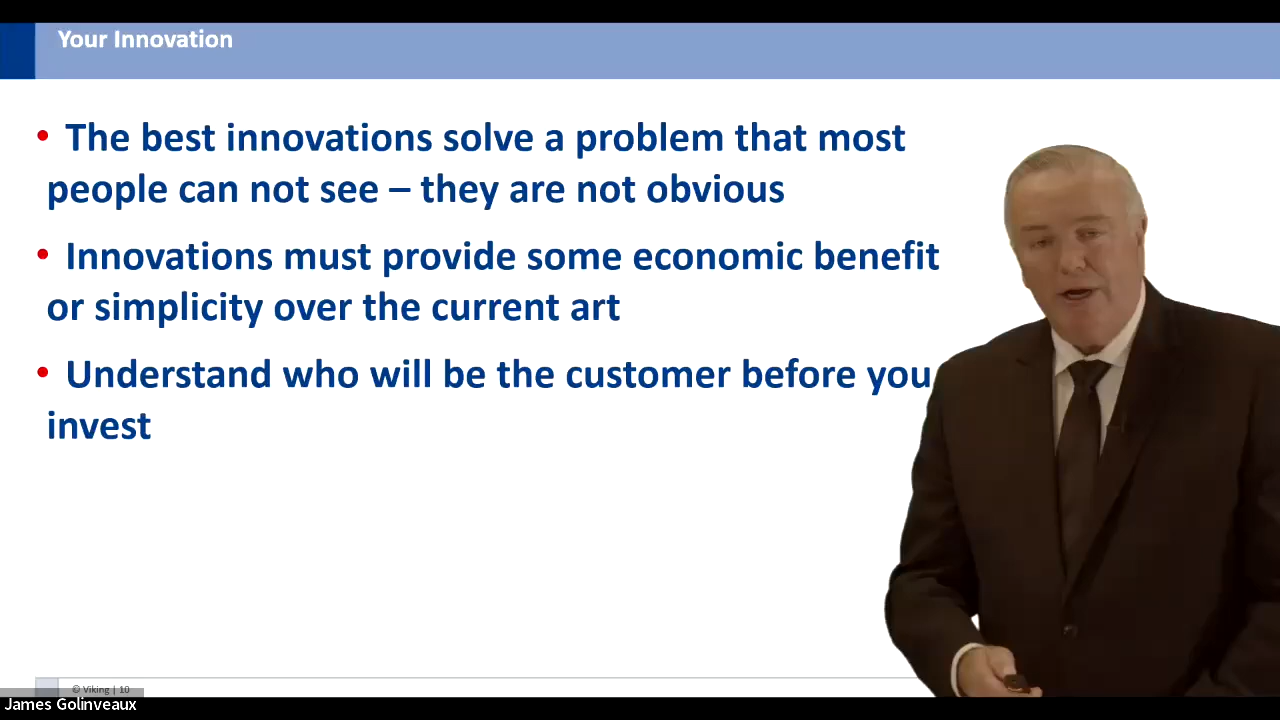 Your Innovation
• The best innovations solve a problem that most
people can not see – they are not obvious
• Innovations must provide some economic benefit
or simplicity over the current art
• Understand who will be the customer before you
invest
© Viking | 10
James Golinveaux